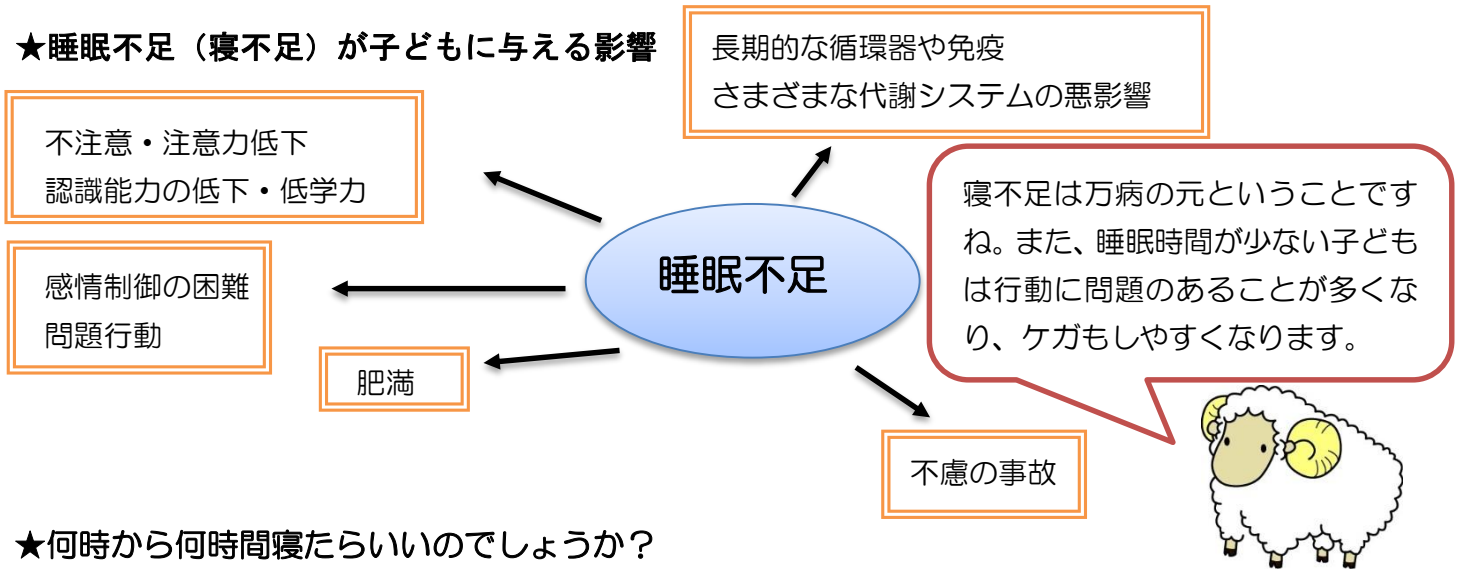 ★睡眠不足（寝不足）が子どもに与える影響
長期的な循環器や免疫
さまざまな代謝システムの悪影響
不注意・注意力低下
認識能力の低下・低学力
寝不足は万病の元ということです
ね。また、睡眠時間が少ない子ども
は行動に問題のあることが多くな
り、ケガもしやすくなります。
睡眠不足
感情制御の困難
問題行動
肥満
不慮の事故
★何時から何時間寝たらいいのでしょうか？